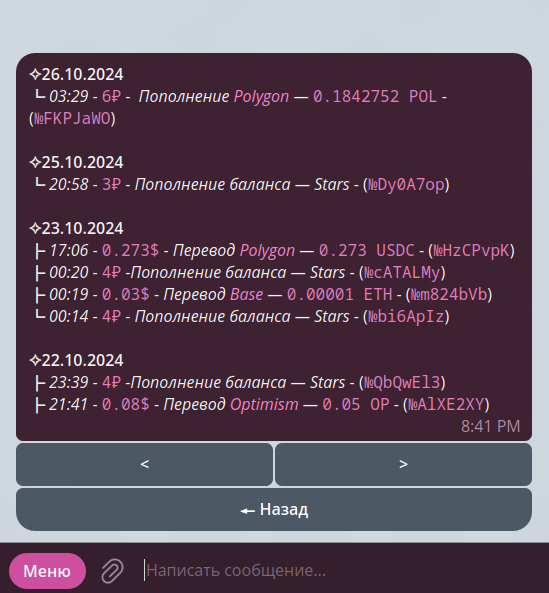 ✧26.10.2024
┗ 03:29 - 6₽ - Пополнение Polygon — 0.1842752 POL -
(№FKPJaWO)
✧25.10.2024
┗ 20:58 - 3₽ - Пополнение баланса — Stars - (№Dy0A7op)
✧23.10.2024
┣ 17:06 - 0.273$ - Перевод Polygon — 0.273 USDC - (№HzCPvpK)
┣ 00:20 - 4₽ -Пополнение баланса — Stars - (№cATALMy)
┣ 00:19 - 0.03$ - Перевод Base — 0.00001 ETH - (№m824bVb)
┗ 00:14 - 4₽ - Пополнение баланса — Stars - (№bi6ApIz)
✧22.10.2024
┣ 23:39 - 4₽ -Пополнение баланса — Stars - (№QbQwEl3)
┣ 21:41 - 0.08$ - Перевод Optimism — 0.05 OP - (№AlXE2XY)
8:41 PM
< >
← Назад
Меню Написать сообщение...